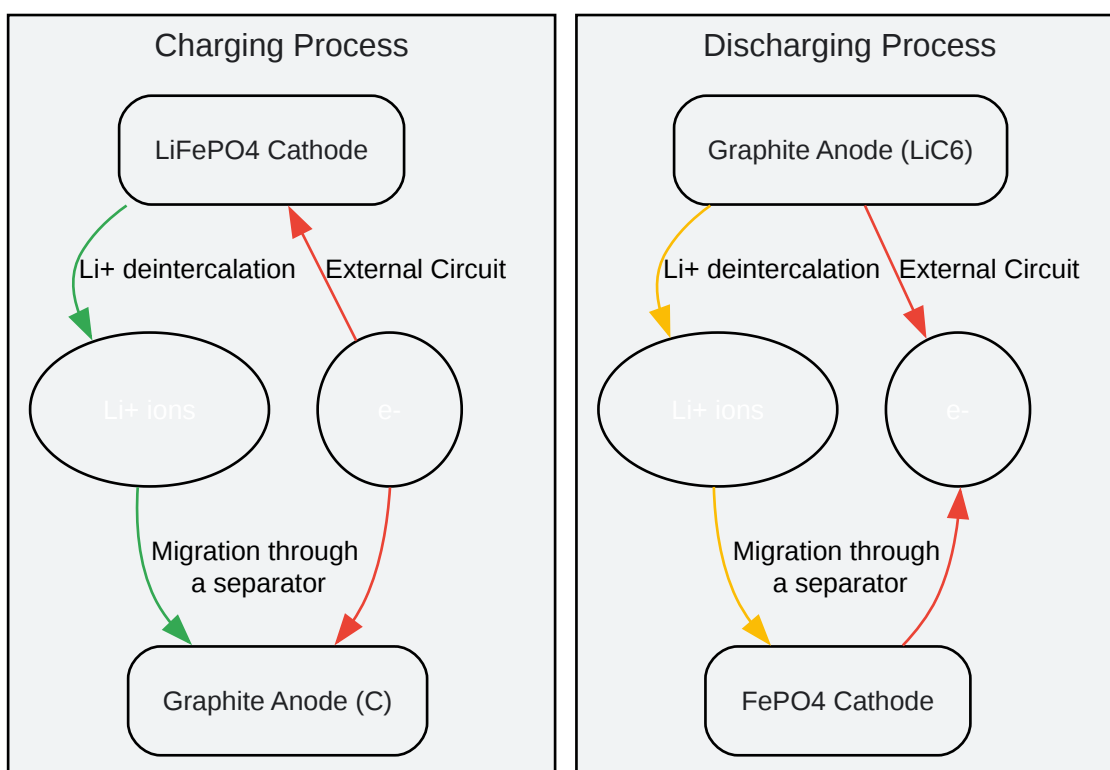 Charging Process
LiFePO4 Cathode
Li+ deintercalation
External Circuit
Li+ ions
e-
Migration through
a separator
Graphite Anode (C)
Discharging Process
Graphite Anode (LiC6)
Li+ deintercalation
External Circuit
Li+ ions
e-
Migration through
a separator
FePO4 Cathode